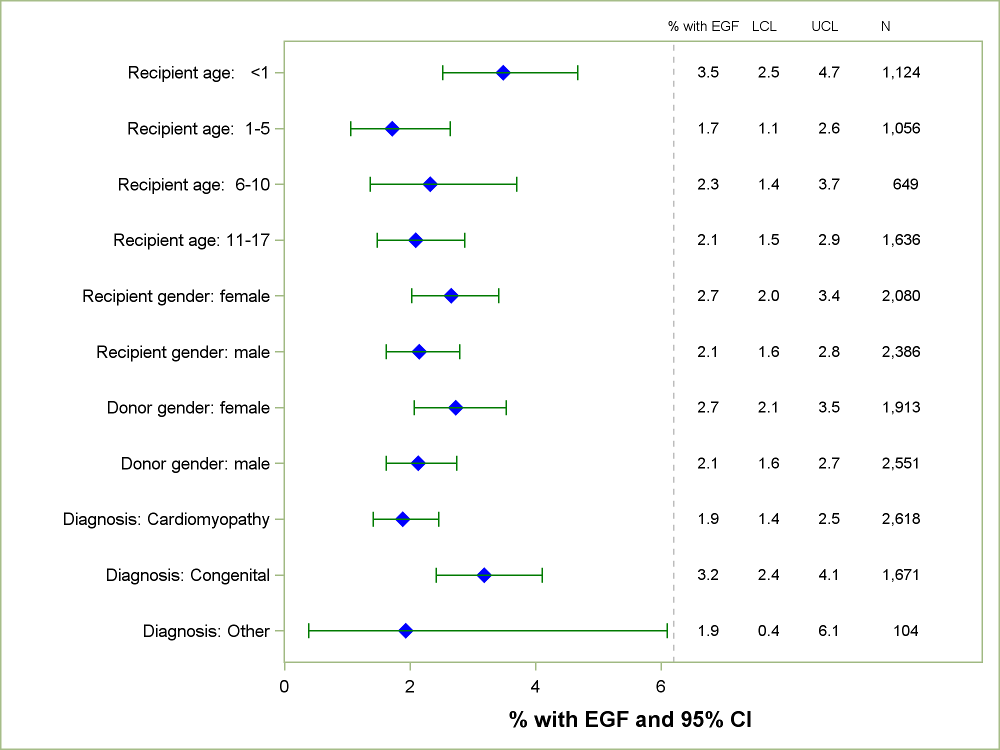 % with EGF LCL UCL N
Recipient age: <1 3.5 2.5 4.7 1,124
Recipient age: 1-5 1.7 1.1 2.6 1,056
Recipient age: 6-10 2.3 1.4 3.7 649
Recipient age: 11-17 2.1 1.5 2.9 1,636
Recipient gender: female 2.7 2.0 3.4 2,080
Recipient gender: male 2.1 1.6 2.8 2,386
Donor gender: female 2.7 2.1 3.5 1,913
Donor gender: male 2.1 1.6 2.7 2,551
Diagnosis: Cardiomyopathy 1.9 1.4 2.5 2,618
Diagnosis: Congenital 3.2 2.4 4.1 1,671
Diagnosis: Other 1.9 0.4 6.1 104
0 2 4 6
% with EGF and 95% CI